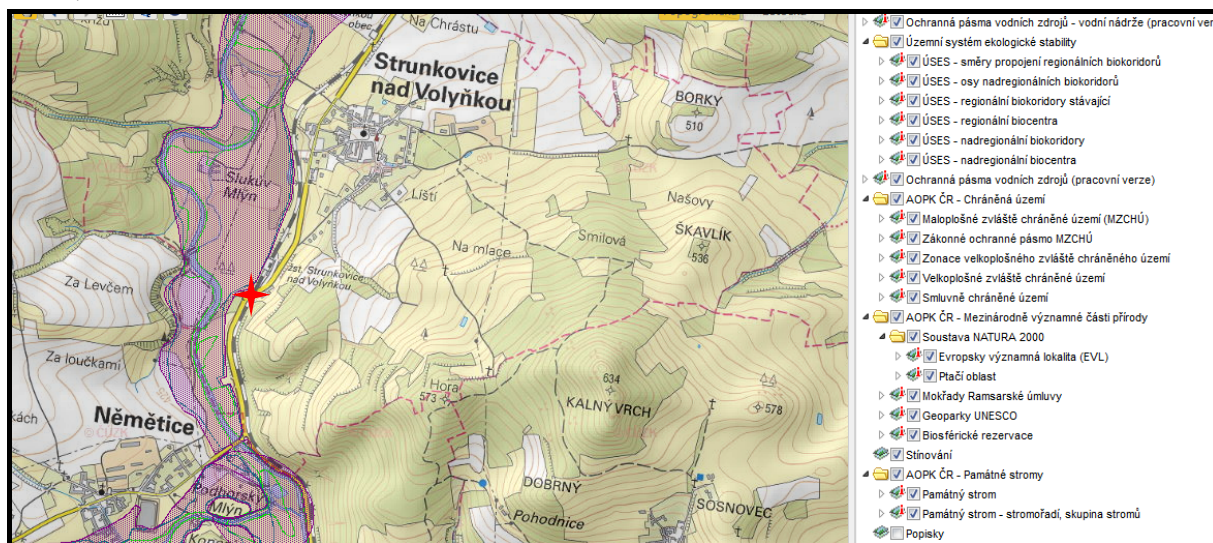 Na Chrástu
obec
Strunkovice
nad Volyňkou
BORKY
510
Slukův
Mlýn
Líští
Našovy
Na mlace
Smilová
ŠKAVLÍK
536
žst. Strunkovice
nad Volyňkou
Za Levčem
Za loučkami
Hora
573
634
KALNÝ VRCH
578
Němětice
DOBRNÝ
Podhorský
Mlýn
Pohodnice
SOSNOVEC
Ochranná pásma vodních zdrojů - vodní nádrže (pracovní ver
Územní systém ekologické stability
ÚSES - směry propojení regionálních biokoridorů
ÚSES - osy nadregionálních biokoridorů
ÚSES - regionální biokoridory stávající
ÚSES - regionální biocentra
ÚSES - nadregionální biokoridory
ÚSES - nadregionální biocentra
Ochranná pásma vodních zdrojů (pracovní verze)
AOPK ČR - Chráněná území
Maloplošné zvláště chráněné území (MZCHÚ)
Zákonné ochranné pásmo MZCHÚ
Zonace velkoplošného zvláště chráněného území
Velkoplošné zvláště chráněné území
Smluvně chráněné území
AOPK ČR - Mezinárodně významné části přírody
Soustava NATURA 2000
Evropsky významná lokalita (EVL)
Ptačí oblast
Mokřady Ramsarské úmluvy
Geoparky UNESCO
Biosférické rezervace
Stínování
AOPK ČR - Památné stromy
Památný strom
Památný strom - stromořadí, skupina stromů
Popisky